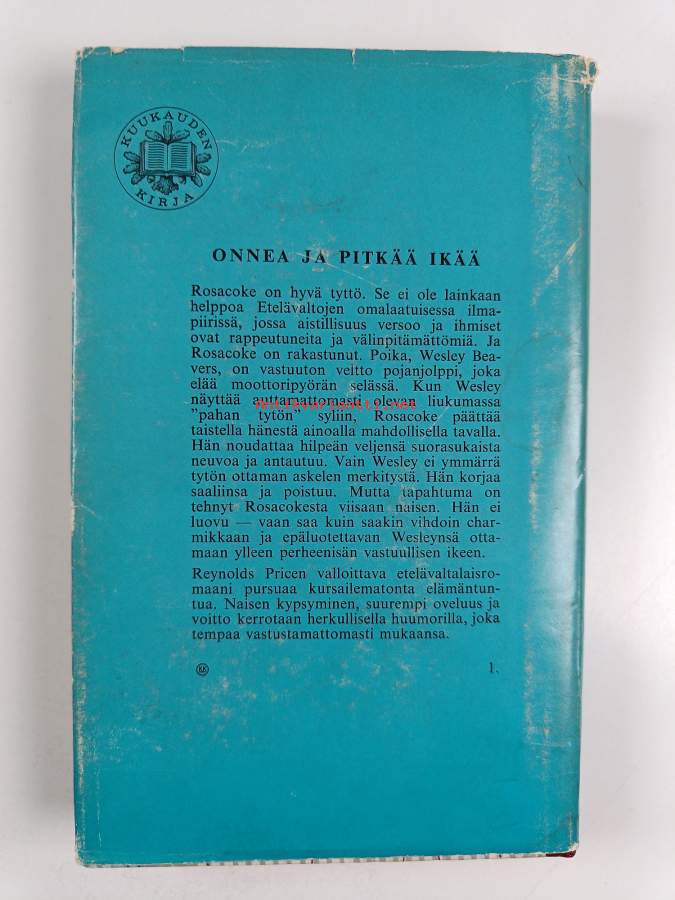 KUUKAUDEN
KIRJA
ONNEA JA PITKÄÄ IKÄÄ
Rosacoke on hyvä tyttö. Se ei ole lainkaan
helppoa Etelävaltojen omalaatuisessa ilma-
piirissä, jossa aistillisuus versoo ja ihmiset
ovat rappeutuneita ja välinpitämättömiä. Ja
Rosacoke on rakastunut. Poika, Wesley Bea-
vers, on vastuuton veltto pojanjolppi, joka
elää moottoripyörän selässä. Kun Wesley
näyttää auttamattomasti olevan liukumassa
"pahan tytön" syliin, Rosacoke päättää
taistella hänestä ainoalla mahdollisella tavalla.
Hän noudattaa hilpeän veljensä suorasukaista
neuvoa ja antautuu. Vain Wesley ei ymmärrä
tytön ottaman askelen merkitystä. Hän korjaa
saaliinsa ja poistuu. Mutta tapahtuma on
tehnyt Rosacokesta viisaan naisen. Hän ei
luovu — vaan saa kuin saakin vihdoin char-
mikkaan ja epäluotettavan Wesleynsä otta-
maan ylleen perheenisän vastuullisen ikeen.
Reynolds Pricen valloittava etelävaltalaisro-
maani pursuaa kursailematonta elämäntun-
tua. Naisen kypsyminen, suurempi oveluus ja
voitto kerrotaan herkullisella huumorilla, joka
tempaa vastustamattomasti mukaansa.
KK
1.